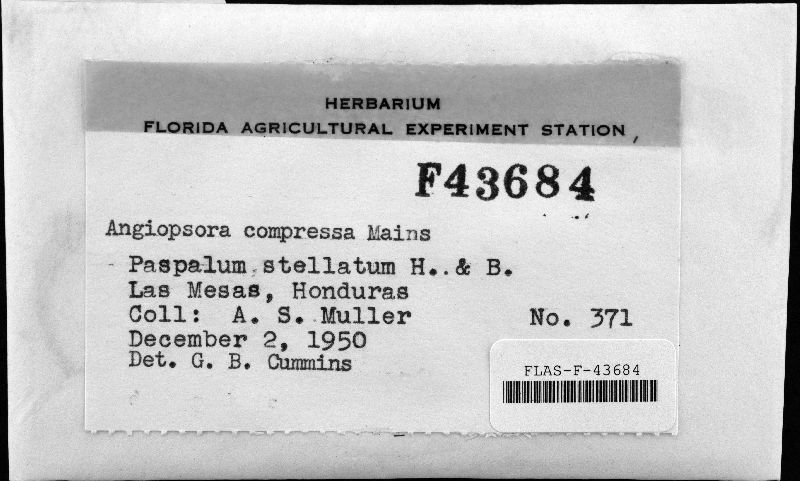 HERBARIUM
FLORIDA AGRICULTURAL EXPERIMENT STATION
F43684
Angiopsora compressa Mains
Paspalum stellatum H. & B.
Las Mesas, Honduras
Coll: A. S. Muller No. 371
December 2, 1950
Det. G. B. Cummins
FLAS-F-43684